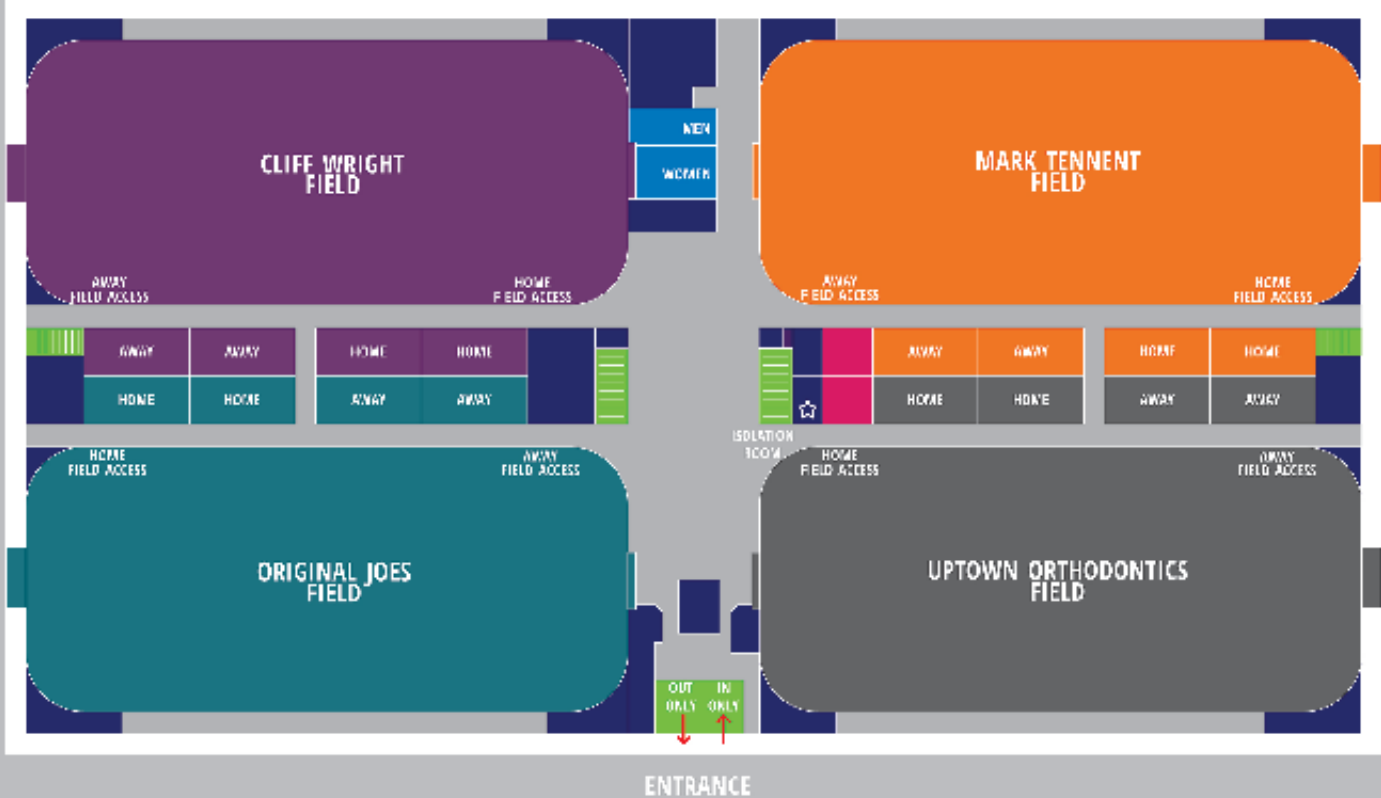 MEN
WOMEN
CLIFF WRIGHT
FIELD
MARK TENNENT
FIELD
AWAY
FIELD ACCESS
HOME
FIELD ACCESS
AWAY
FIELD ACCESS
HOME
FIELD ACCESS
AWAY
AWAY
HOME
HOME
AWAY
AWAY
HOME
HOME
HOME
HOME
AWAY
AWAY
HOME
HOME
AWAY
AWAY
ISOLATION
ROOM
HOME
FIELD ACCESS
AWAY
FIELD ACCESS
HOME
FIELD ACCESS
AWAY
FIELD ACCESS
ORIGINAL JOES
FIELD
UPTOWN ORTHODONTICS
FIELD
OUT
ONLY
IN
ONLY
ENTRANCE